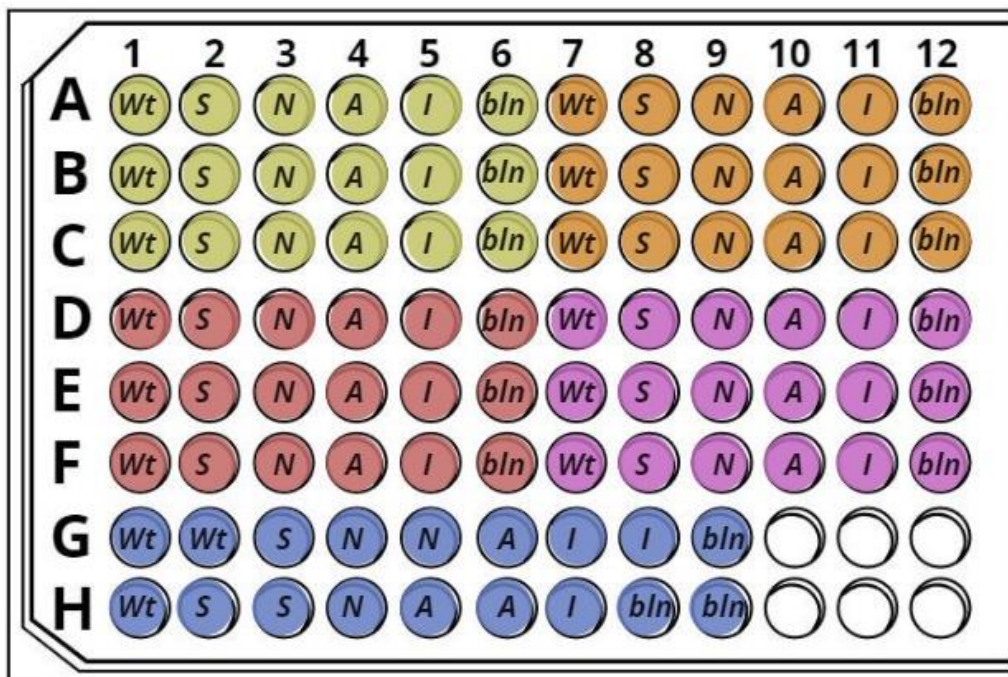 1 2 3 4 5 6 7 8 9 10 11 12
A Wt S N A I bln Wt S N A I bln
B Wt S N A I bln Wt S N A I bln
C Wt S N A I bln Wt S N A I bln
D Wt S N A I bln Wt S N A I bln
E Wt S N A I bln Wt S N A I bln
F Wt S N A I bln Wt S N A I bln
G Wt Wt S N N A I I bln
H Wt S S N A A I bln bln